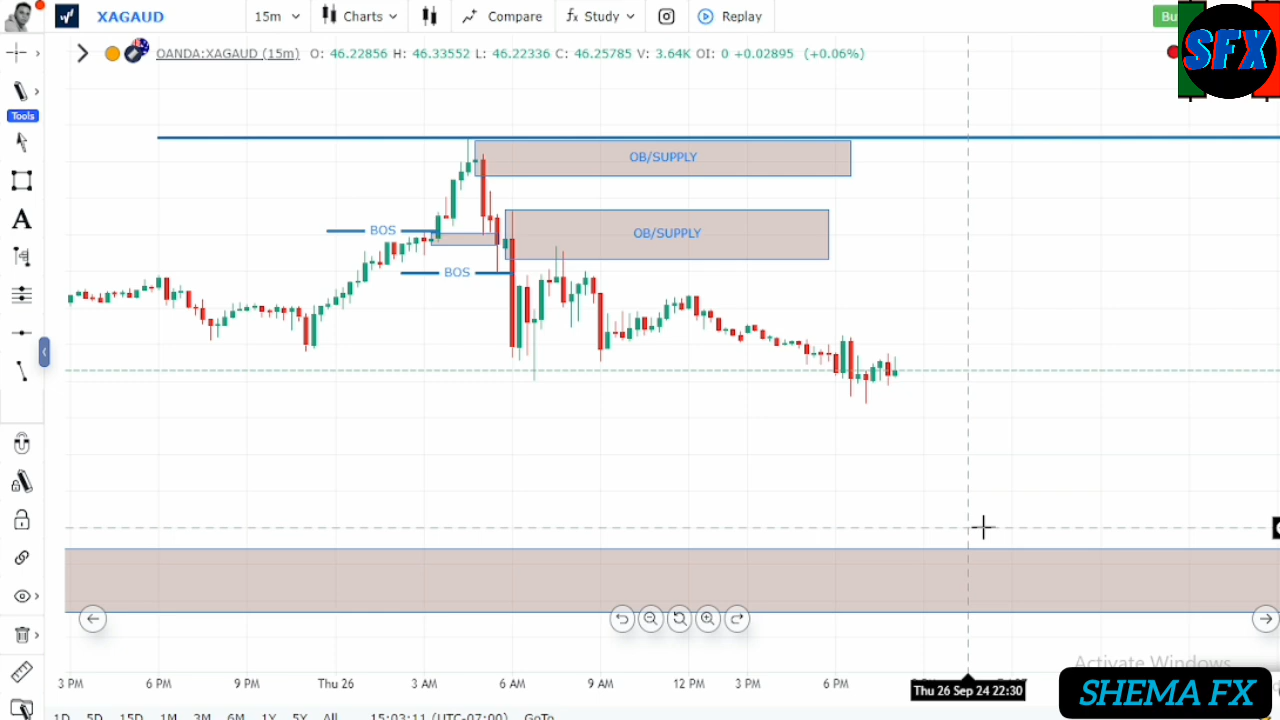 XAGAUD 15m Charts Compare fx Study Replay Bu
SFX
OANDA:XAGAUD (15m) O: 46.22856 H: 46.33552 L: 46.22336 C: 46.25785 V: 3.64K OI: 0 +0.02895 (+0.06%)
Tools
A
OB/SUPPLY
BOS
OB/SUPPLY
BOS
Activate Windows
3 PM 6 PM 9 PM Thu 26 3 AM 6 AM 9 AM 12 PM 3 PM 6 PM
Thu 26 Sep 24 22:30
SHEMA FX
1D 5D 15D 1M 3M 6M 1Y 5Y All 15:03:11 (UTC-07:00) GoTo